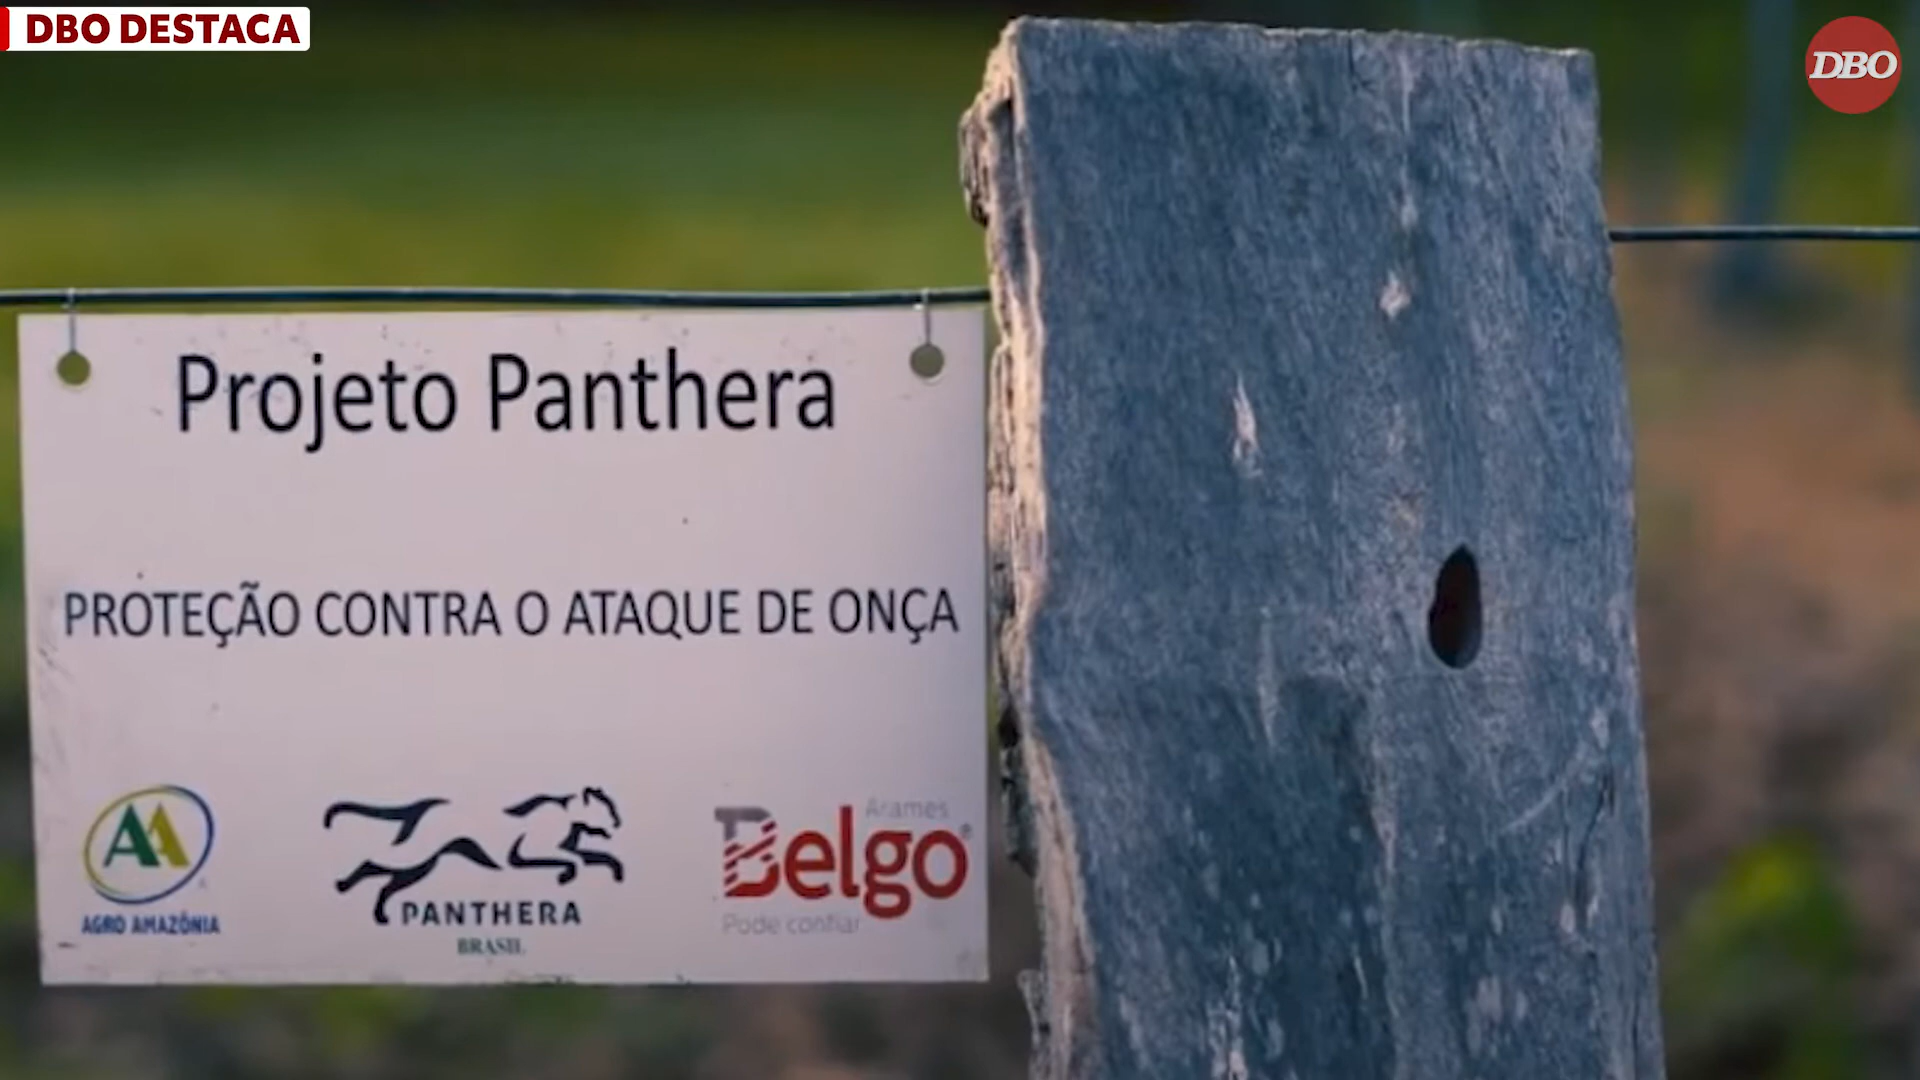 DBO DESTACA
DBO
Projeto Panthera
PROTEÇÃO CONTRA O ATAQUE DE ONÇA
AGRO AMAZÔNIA
PANTHERA
BRASIL
Arames
Belgo
Pode confiar